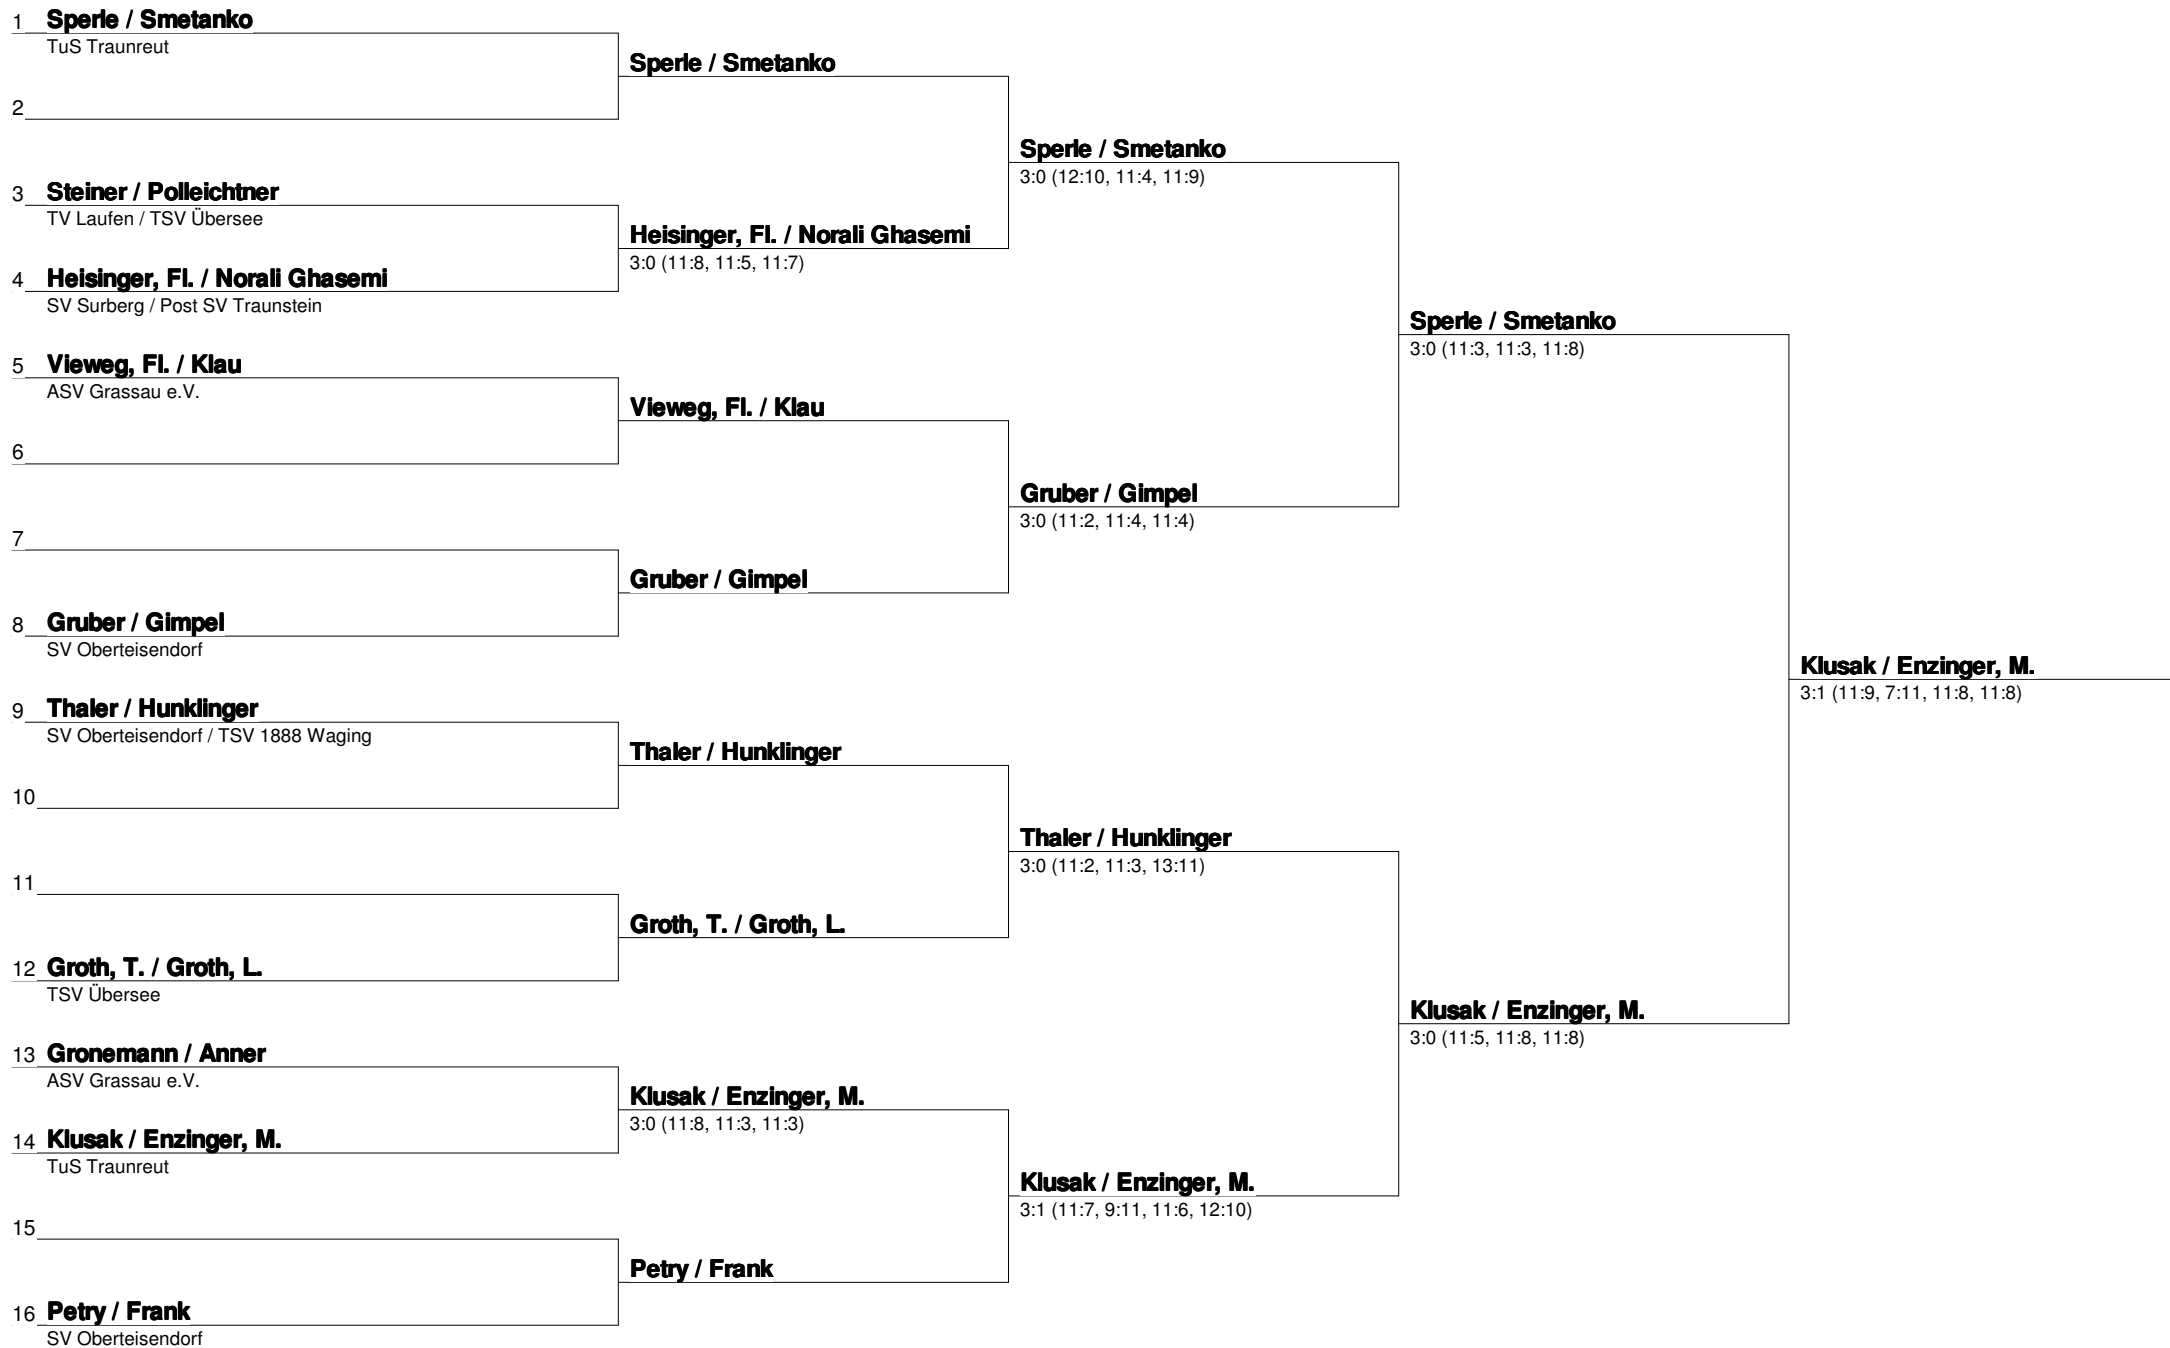 1 Sperle / Smetanko
TuS Traunreut
2
3 Steiner / Polleichtner
TV Laufen / TSV Übersee
4 Heisinger, Fl. / Norali Ghasemi
SV Surberg / Post SV Traunstein
5 Vieweg, Fl. / Klau
ASV Grassau e.V.
6
7
8 Gruber / Gimpel
SV Oberteisendorf
9 Thaler / Hunklinger
SV Oberteisendorf / TSV 1888 Waging
10
11
12 Groth, T. / Groth, L.
TSV Übersee
13 Gronemann / Anner
ASV Grassau e.V.
14 Klusak / Enzinger, M.
TuS Traunreut
15
16 Petry / Frank
SV Oberteisendorf
Sperle / Smetanko
Heisinger, Fl. / Norali Ghasemi
3:0 (11:8, 11:5, 11:7)
Vieweg, Fl. / Klau
Gruber / Gimpel
Thaler / Hunklinger
Groth, T. / Groth, L.
Klusak / Enzinger, M.
3:0 (11:8, 11:3, 11:3)
Petry / Frank
Sperle / Smetanko
3:0 (12:10, 11:4, 11:9)
Gruber / Gimpel
3:0 (11:2, 11:4, 11:4)
Thaler / Hunklinger
3:0 (11:2, 11:3, 13:11)
Klusak / Enzinger, M.
3:1 (11:7, 9:11, 11:6, 12:10)
Sperle / Smetanko
3:0 (11:3, 11:3, 11:8)
Klusak / Enzinger, M.
3:0 (11:5, 11:8, 11:8)
Klusak / Enzinger, M.
3:1 (11:9, 7:11, 11:8, 11:8)